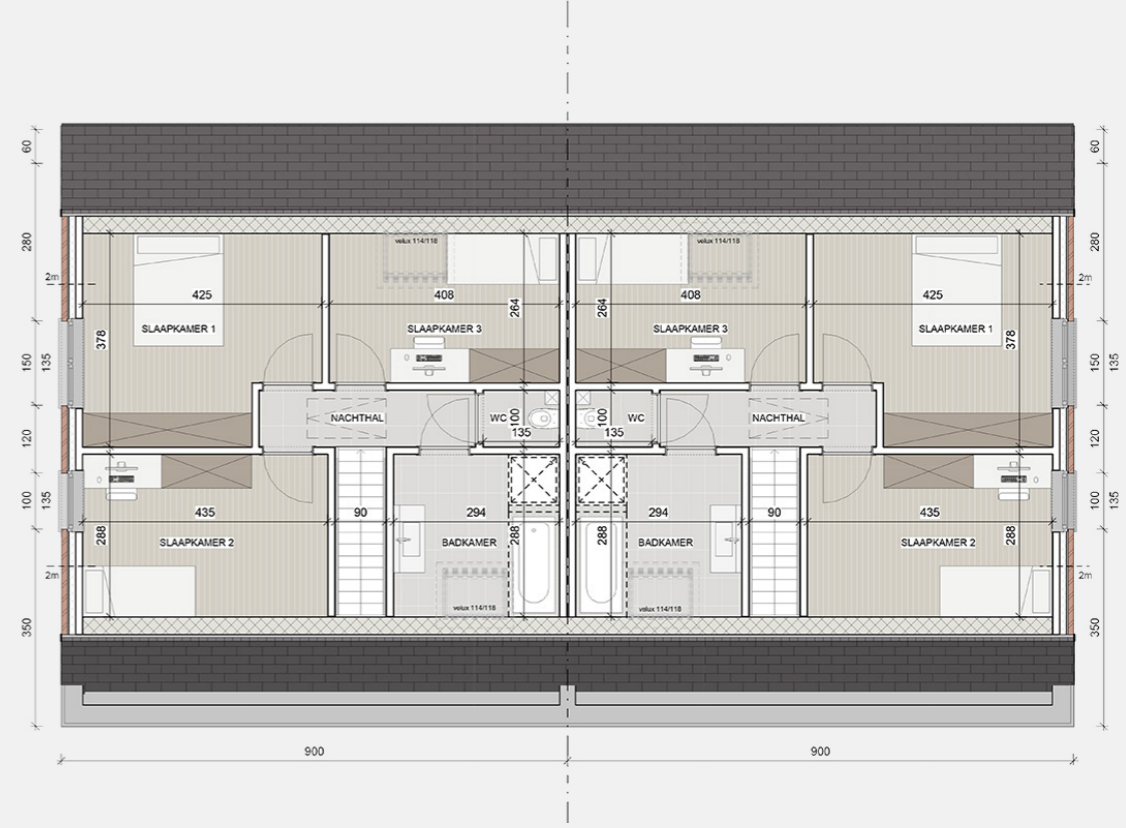 60
60
280
280
velux 114/118
velux 114/118
2m
2m
425
408
408
425
264
264
SLAAPKAMER 1
SLAAPKAMER 3
SLAAPKAMER 3
SLAAPKAMER 1
378
378
150
135
150
135
NACHTHAL
WC
100
135
100
WC
135
NACHTHAL
120
120
100
135
100
135
435
90
294
294
90
435
288
288
288
288
SLAAPKAMER 2
BADKAMER
BADKAMER
SLAAPKAMER 2
2m
2m
velux 114/118
velux 114/118
350
350
900
900